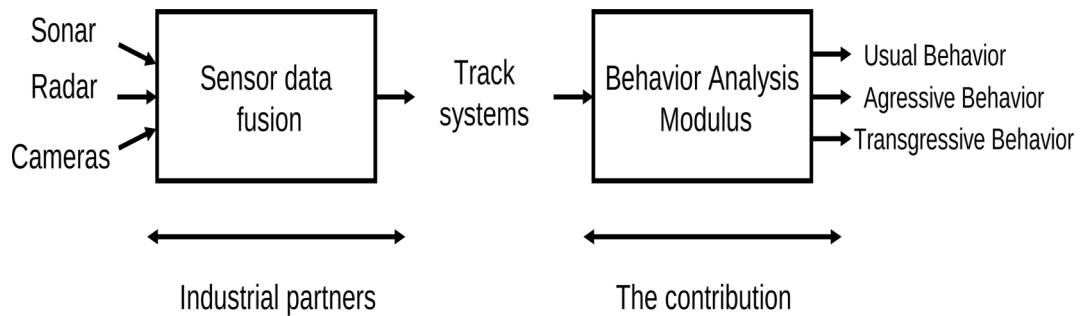 Sonar
Radar
Cameras
Sensor data
fusion
Track
systems
Behavior Analysis
Modulus
Usual Behavior
Agressive Behavior
Transgressive Behavior
Industrial partners
The contribution